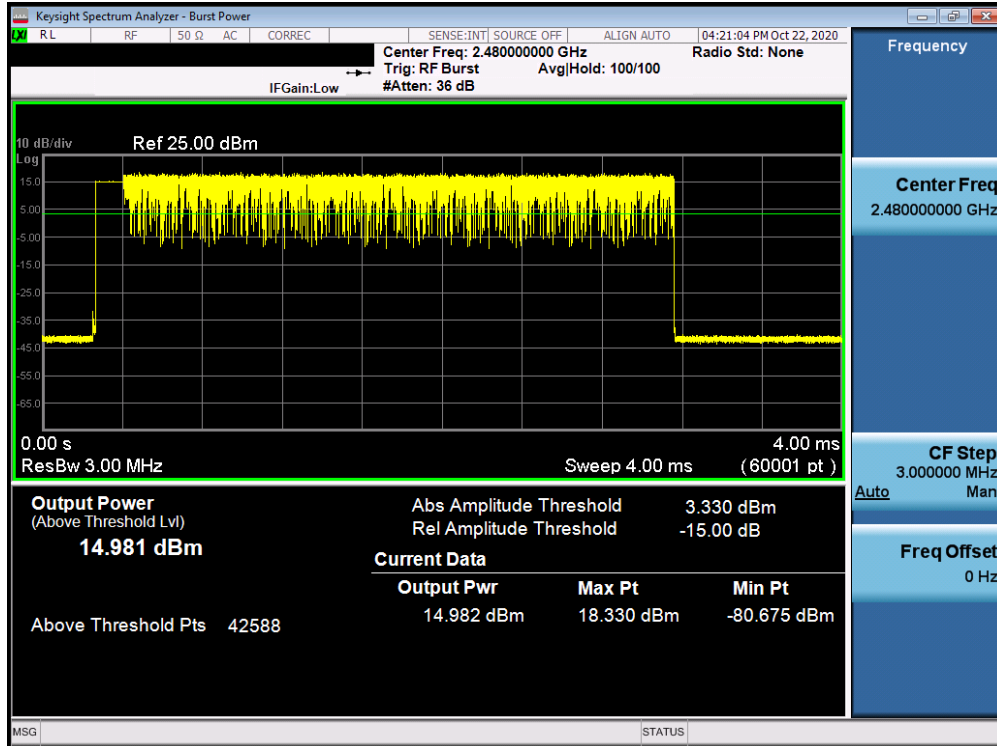 Keysight Spectrum Analyzer - Burst Power
LXI RL RF 50 Ω AC CORREC SENSE:INT SOURCE OFF ALIGN AUTO 04:21:04 PM Oct 22, 2020
Center Freq: 2.480000000 GHz Radio Std: None
Trig: RF Burst Avg|Hold: 100/100
IFGain:Low #Atten: 36 dB
10 dB/div Ref 25.00 dBm
Log
15.0
5.00
-5.00
-15.0
-25.0
-35.0
-45.0
-55.0
-65.0
0.00 s 4.00 ms
ResBw 3.00 MHz Sweep 4.00 ms (60001 pt )
Output Power
(Above Threshold Lvl)
14.981 dBm
Above Threshold Pts 42588
Abs Amplitude Threshold 3.330 dBm
Rel Amplitude Threshold -15.00 dB
Current Data
Output Pwr Max Pt Min Pt
14.982 dBm 18.330 dBm -80.675 dBm
Frequency
Center Freq
2.480000000 GHz
CF Step
3.000000 MHz
Auto Man
Freq Offset
0 Hz
MSG STATUS